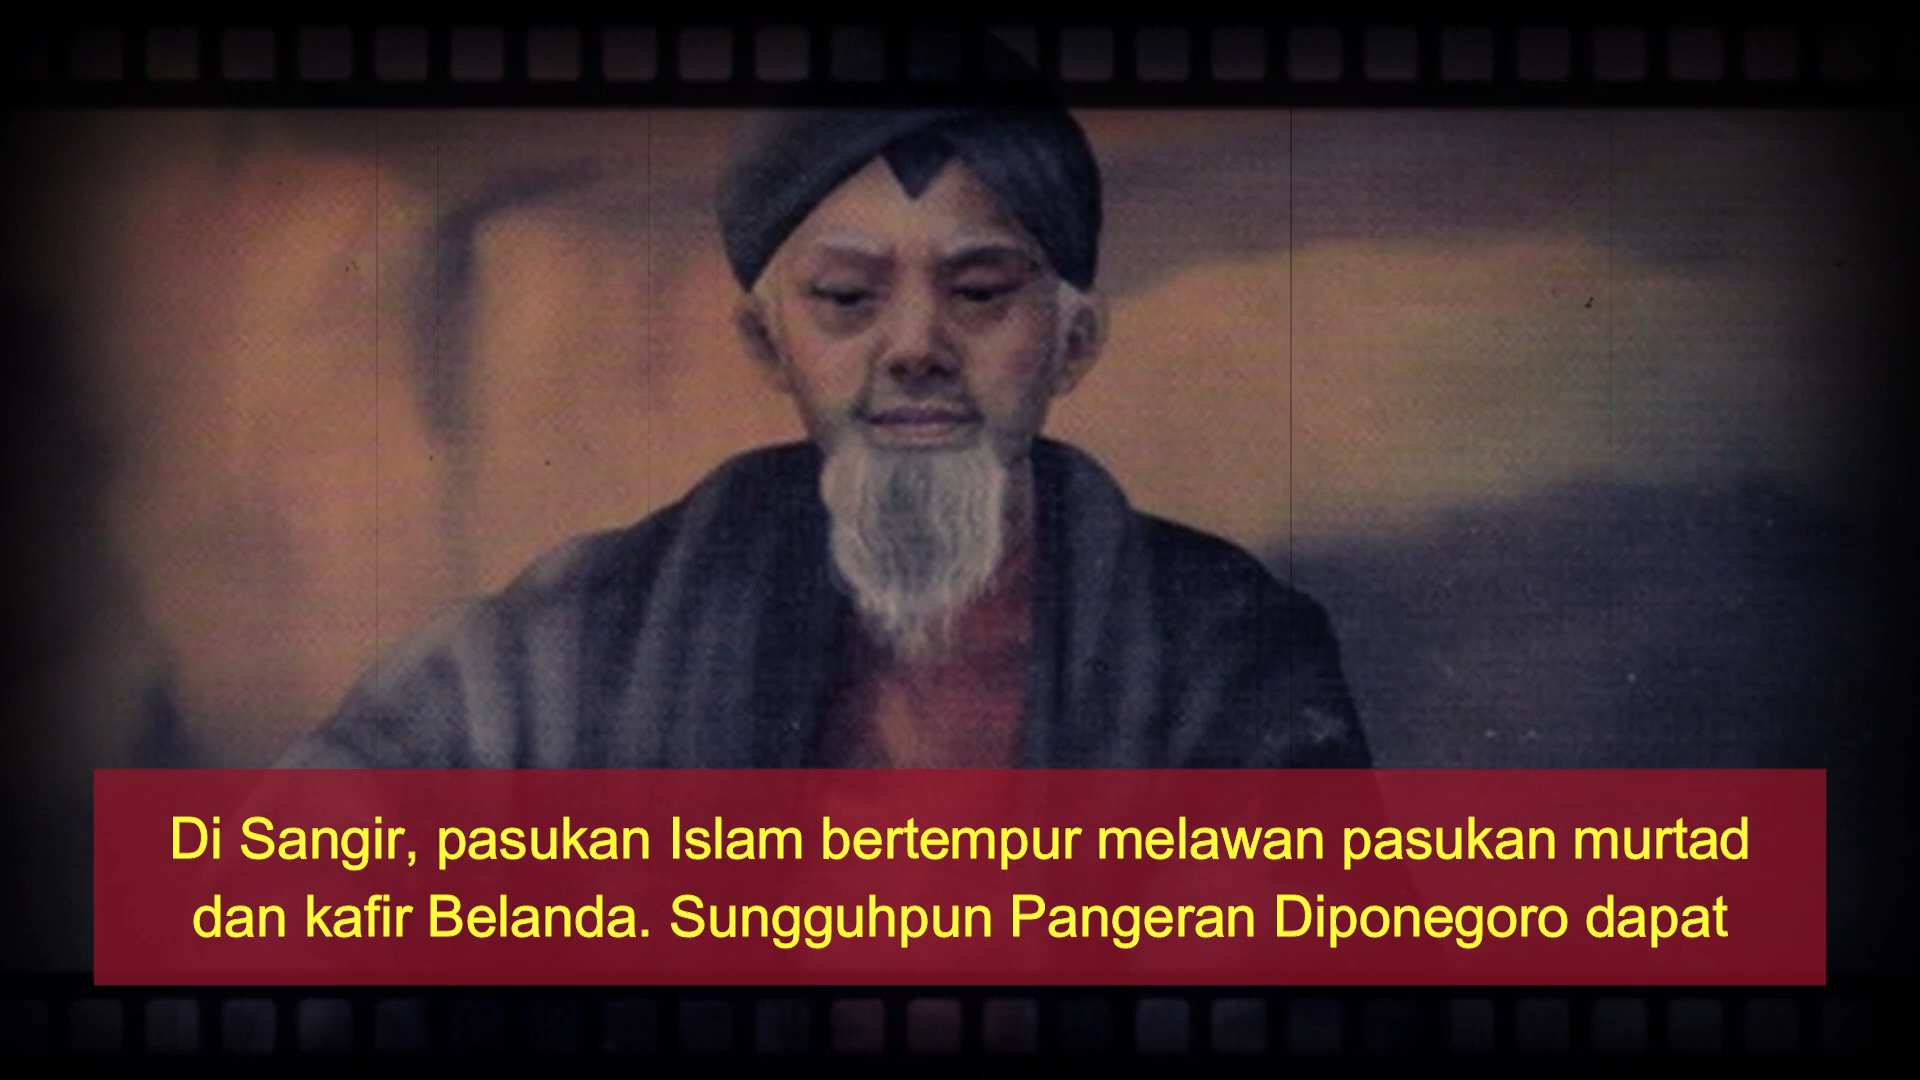 Di Sangir, pasukan Islam bertempur melawan pasukan murtad
dan kafir Belanda. Sungguhpun Pangeran Diponegoro dapat